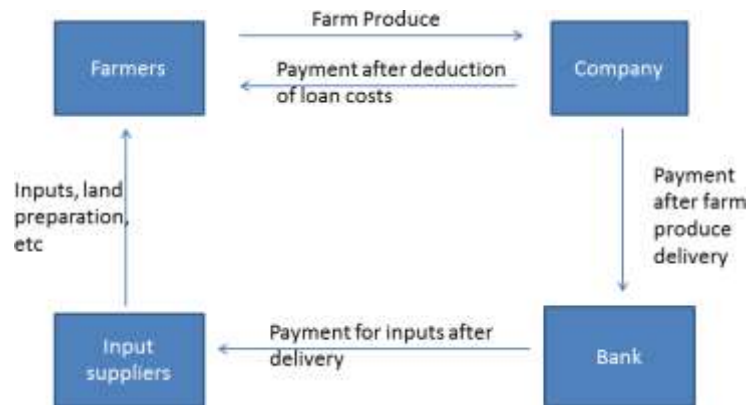 Farm Produce
Farmers
Payment after deduction
of loan costs
Company
Inputs, land
preparation,
etc
Payment
after farm
produce
delivery
Input
suppliers
Payment for inputs after
delivery
Bank